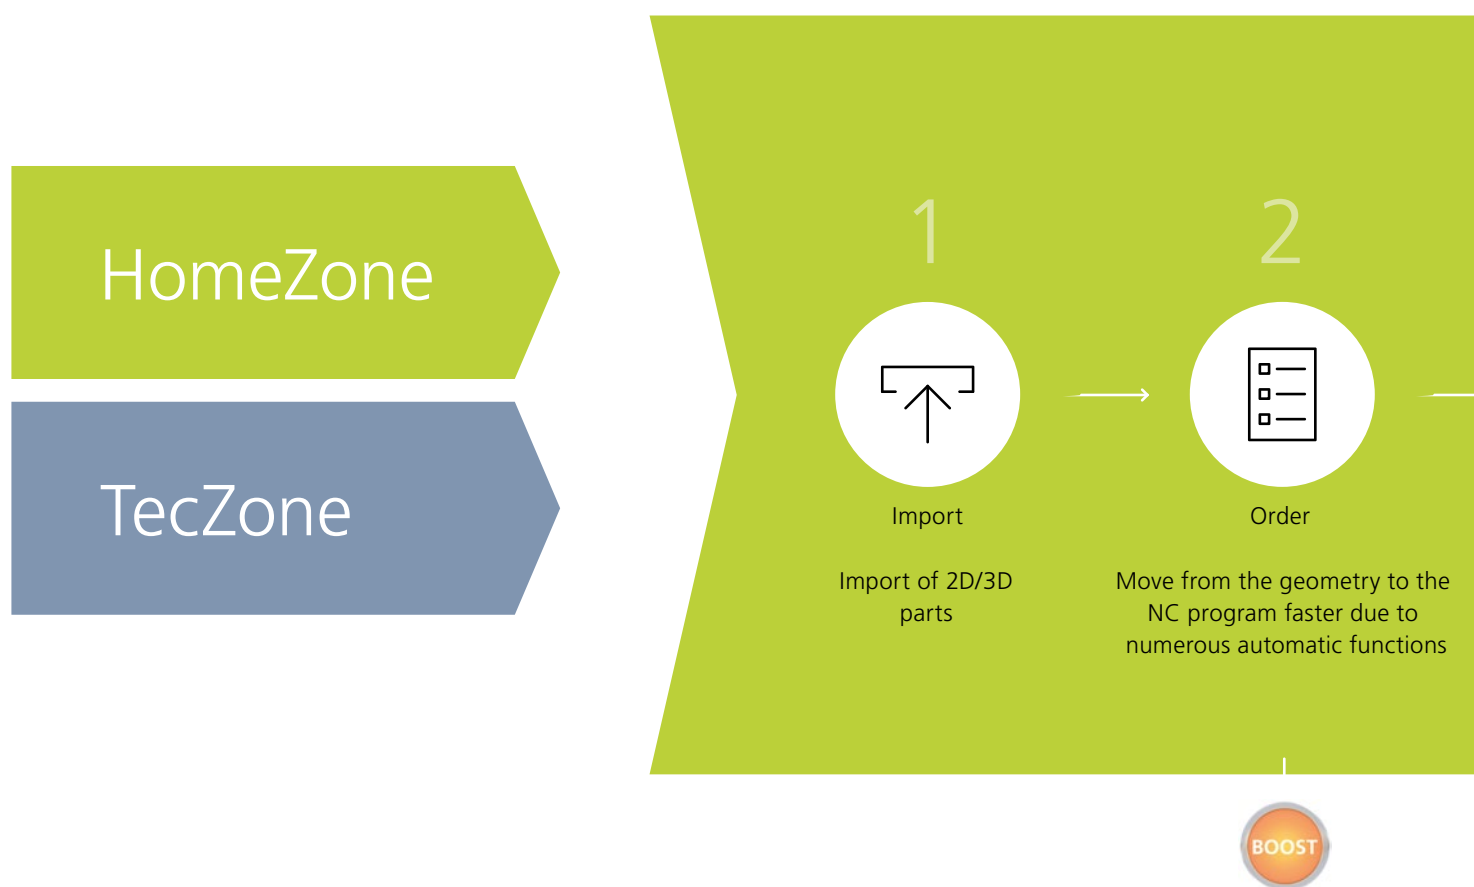 HomeZone
TecZone
1
Import
Import of 2D/3D
parts
2
Order
Move from the geometry to the
NC program faster due to
numerous automatic functions
BOOST